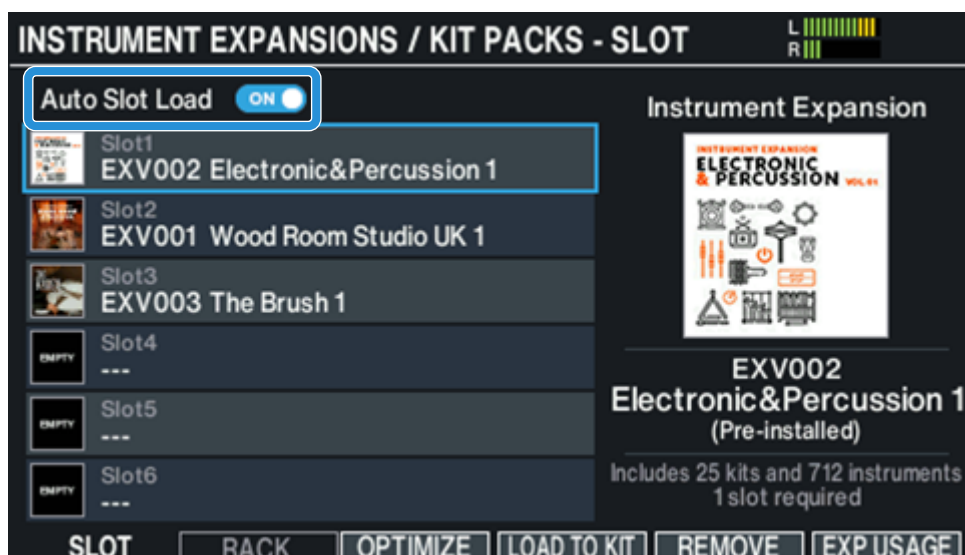 INSTRUMENT EXPANSIONS / KIT PACKS - SLOT
L
R
Auto Slot Load ON
Slot1
EXV002 Electronic&Percussion 1
Slot2
EXV001 Wood Room Studio UK 1
Slot3
EXV003 The Brush 1
EMPTY
Slot4
---
EMPTY
Slot5
---
EMPTY
Slot6
---
Instrument Expansion
INSTRUMENT EXPANSION
ELECTRONIC
& PERCUSSION VOL.01
EXV002
Electronic&Percussion 1
(Pre-installed)
Includes 25 kits and 712 instruments
1 slot required
SLOT RACK OPTIMIZE LOAD TO KIT REMOVE EXP USAGE